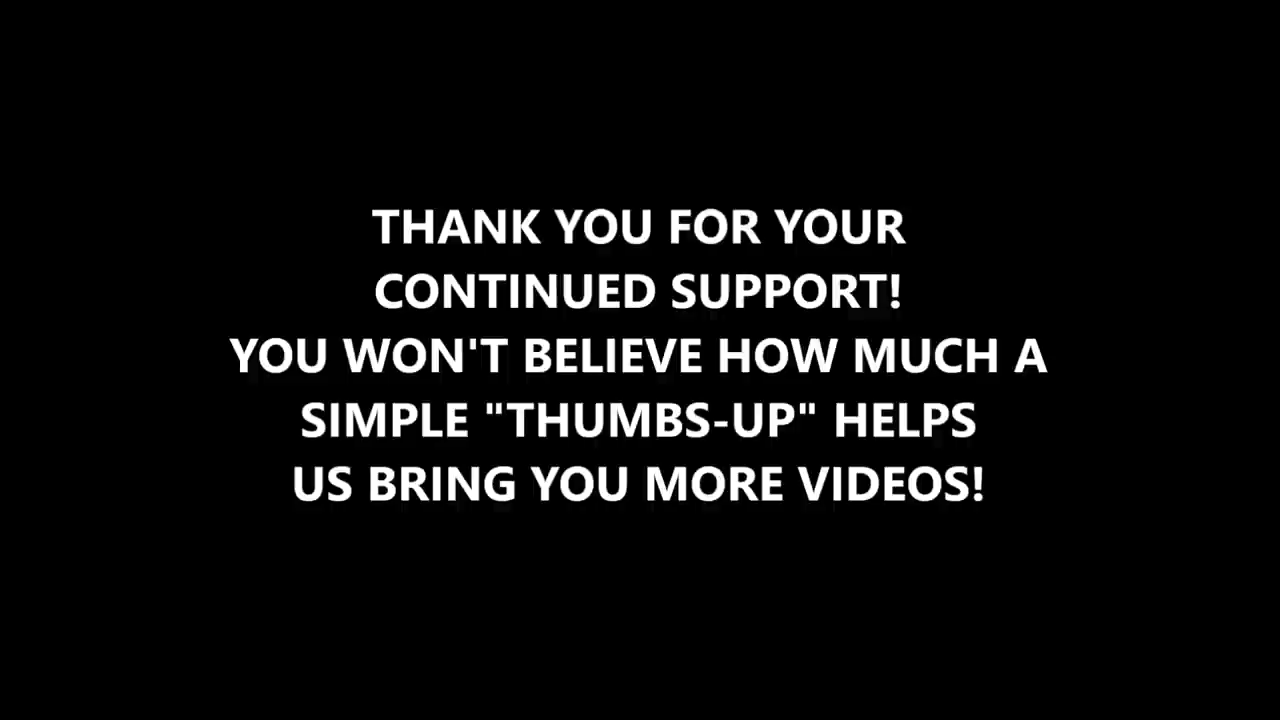 THANK YOU FOR YOUR
CONTINUED SUPPORT!
YOU WON'T BELIEVE HOW MUCH A
SIMPLE "THUMBS-UP" HELPS
US BRING YOU MORE VIDEOS!